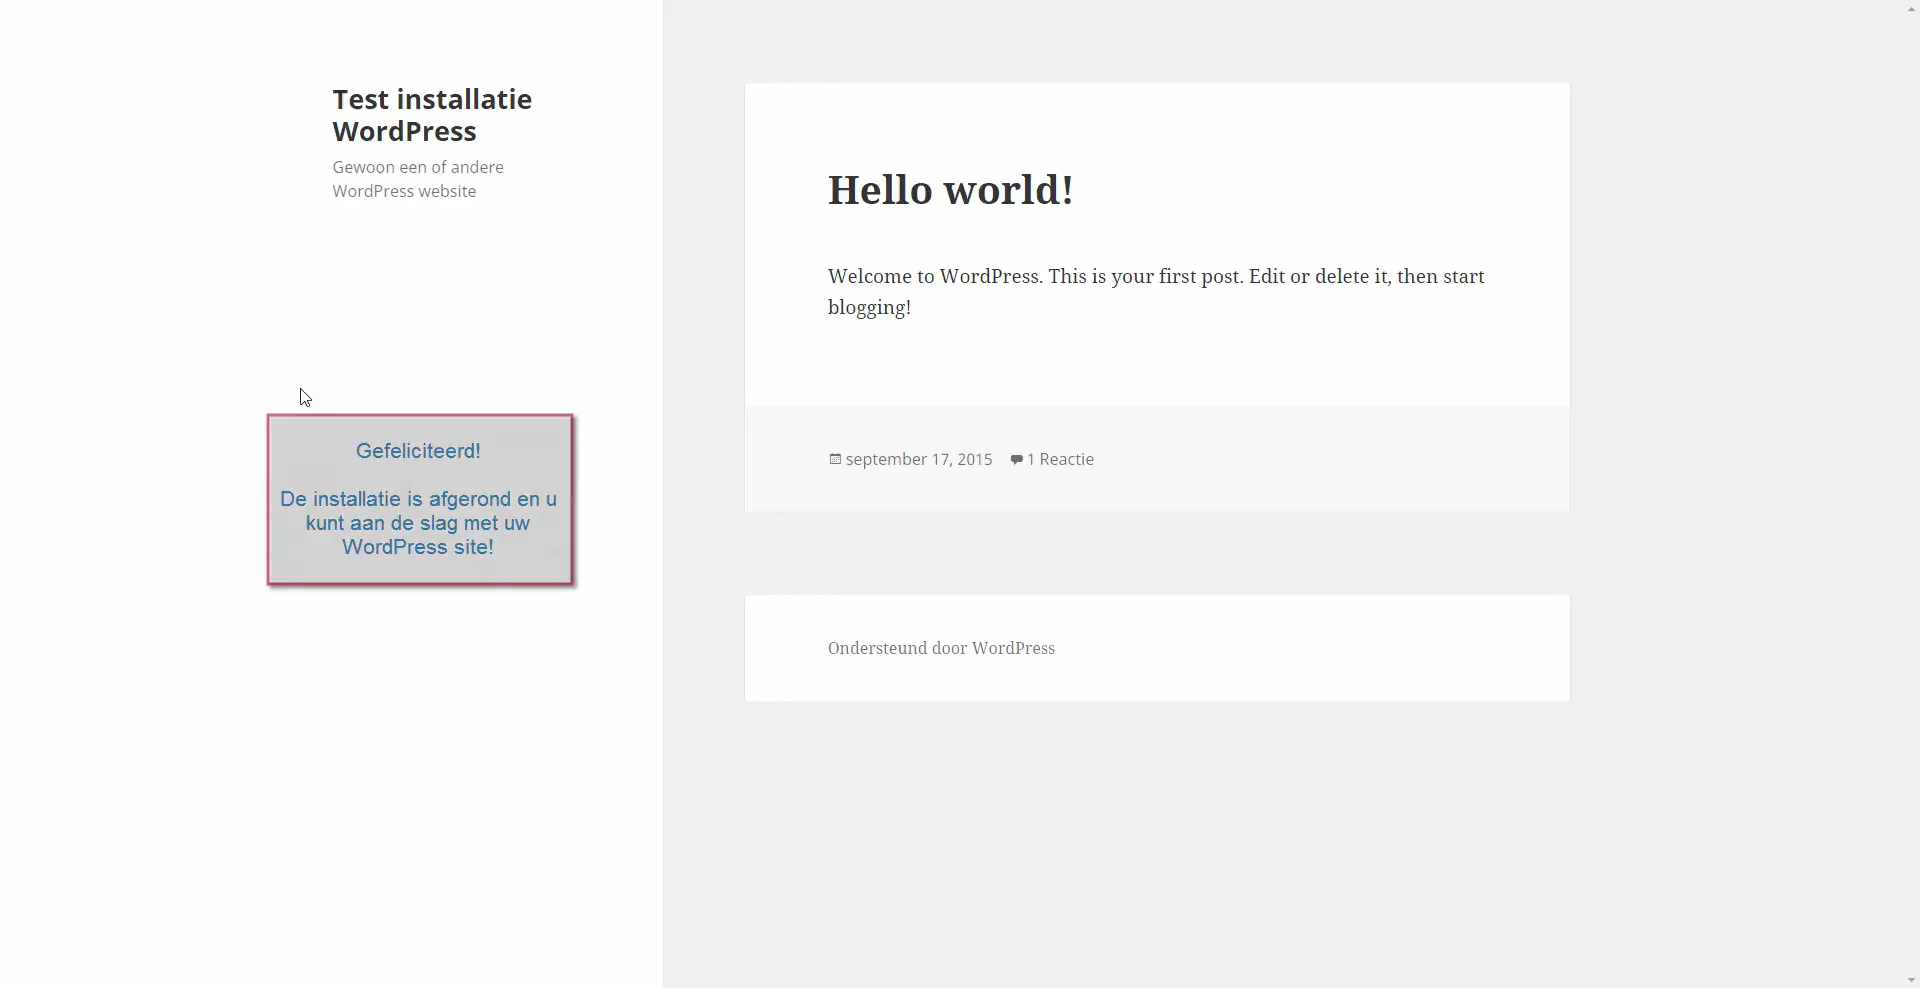 Test installatie
WordPress
Gewoon een of andere
WordPress website
Gefeliciteerd!
De installatie is afgerond en u
kunt aan de slag met uw
WordPress site!
Hello world!
Welcome to WordPress. This is your first post. Edit or delete it, then start
blogging!
september 17, 2015 1 Reactie
Ondersteund door WordPress